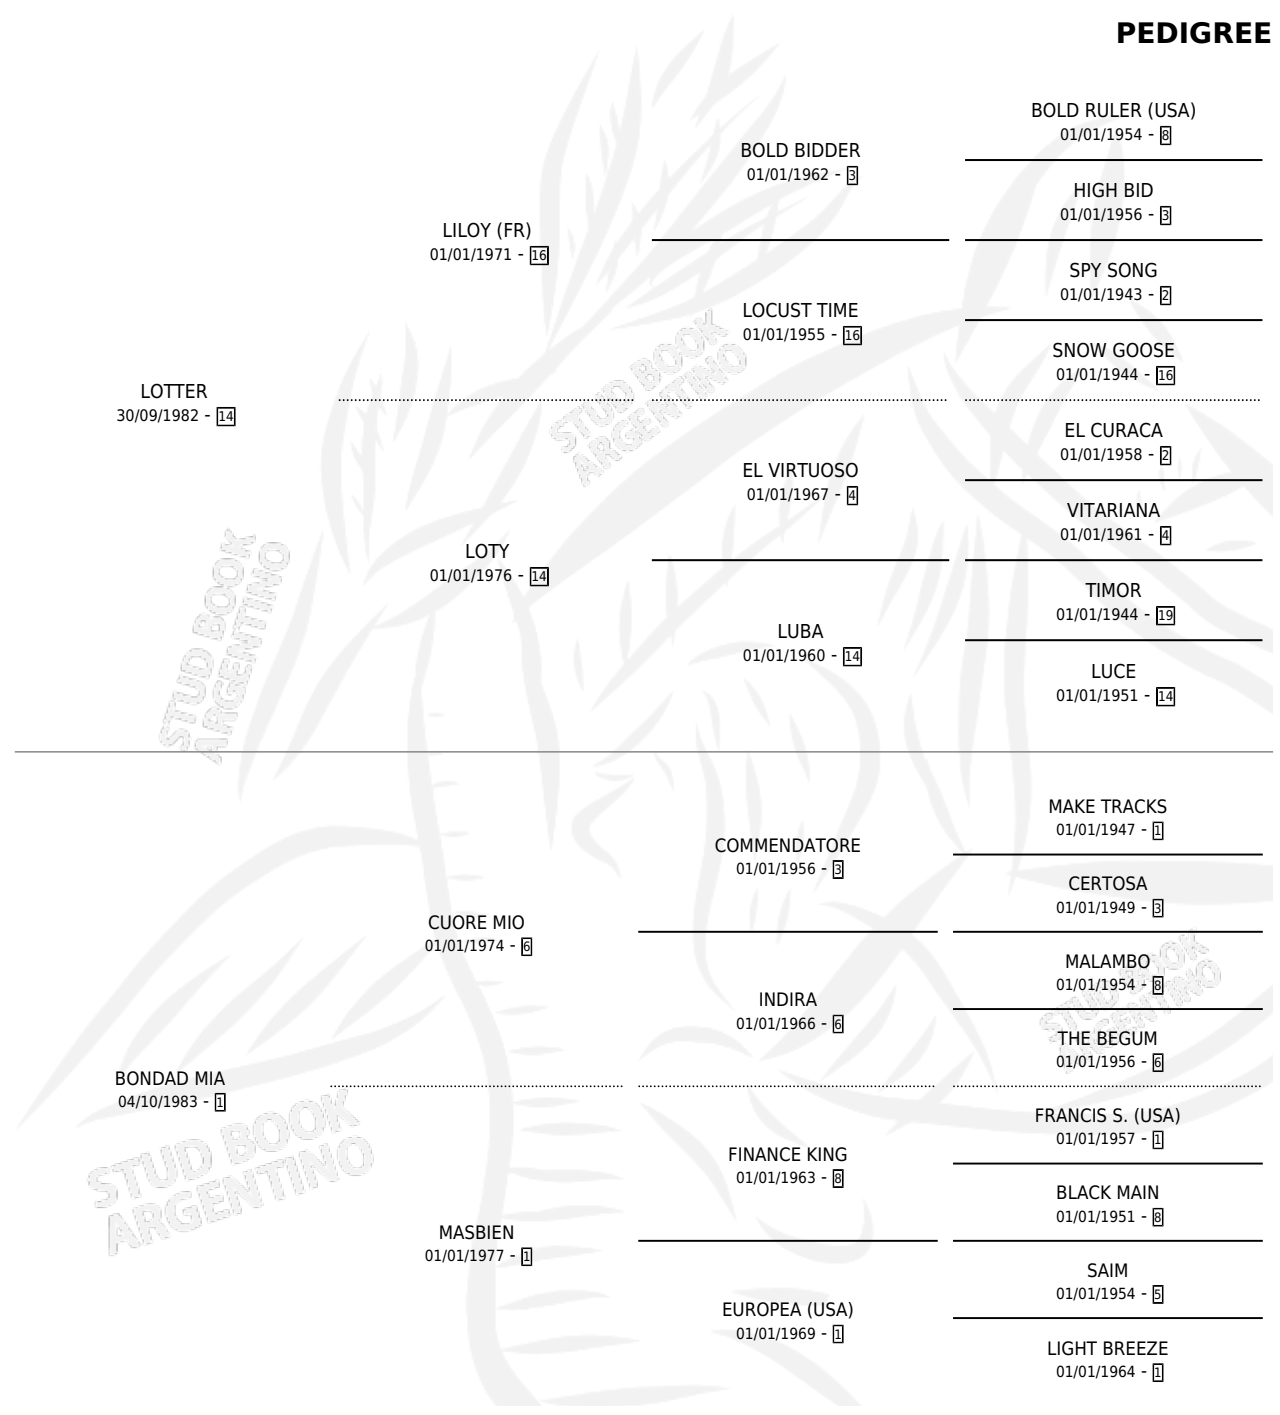 PEDIGREE
BOLD RULER (USA)
01/01/1954 - 8
BOLD BIDDER
01/01/1962 - 3
HIGH BID
01/01/1956 - 3
LILOY (FR)
01/01/1971 - 16
SPY SONG
01/01/1943 - 2
LOCUST TIME
01/01/1955 - 16
SNOW GOOSE
01/01/1944 - 16
LOTTER
30/09/1982 - 14
EL CURACA
01/01/1958 - 2
EL VIRTUOSO
01/01/1967 - 4
VITARIANA
01/01/1961 - 4
LOTY
01/01/1976 - 14
TIMOR
01/01/1944 - 19
LUBA
01/01/1960 - 14
LUCE
01/01/1951 - 14
MAKE TRACKS
01/01/1947 - 1
COMMENDATORE
01/01/1956 - 3
CERTOSA
01/01/1949 - 3
CUORE MIO
01/01/1974 - 6
MALAMBO
01/01/1954 - 8
INDIRA
01/01/1966 - 6
THE BEGUM
01/01/1956 - 6
BONDAD MIA
04/10/1983 - 1
FRANCIS S. (USA)
01/01/1957 - 1
FINANCE KING
01/01/1963 - 8
BLACK MAIN
01/01/1951 - 8
MASBIEN
01/01/1977 - 1
SAIM
01/01/1954 - 5
EUROPEA (USA)
01/01/1969 - 1
LIGHT BREEZE
01/01/1964 - 1
STUD BOOK
ARGENTINO
STUD BOOK
ARGENTINO
STUD BOOK
ARGENTINO
STUD BOOK
ARGENTINO